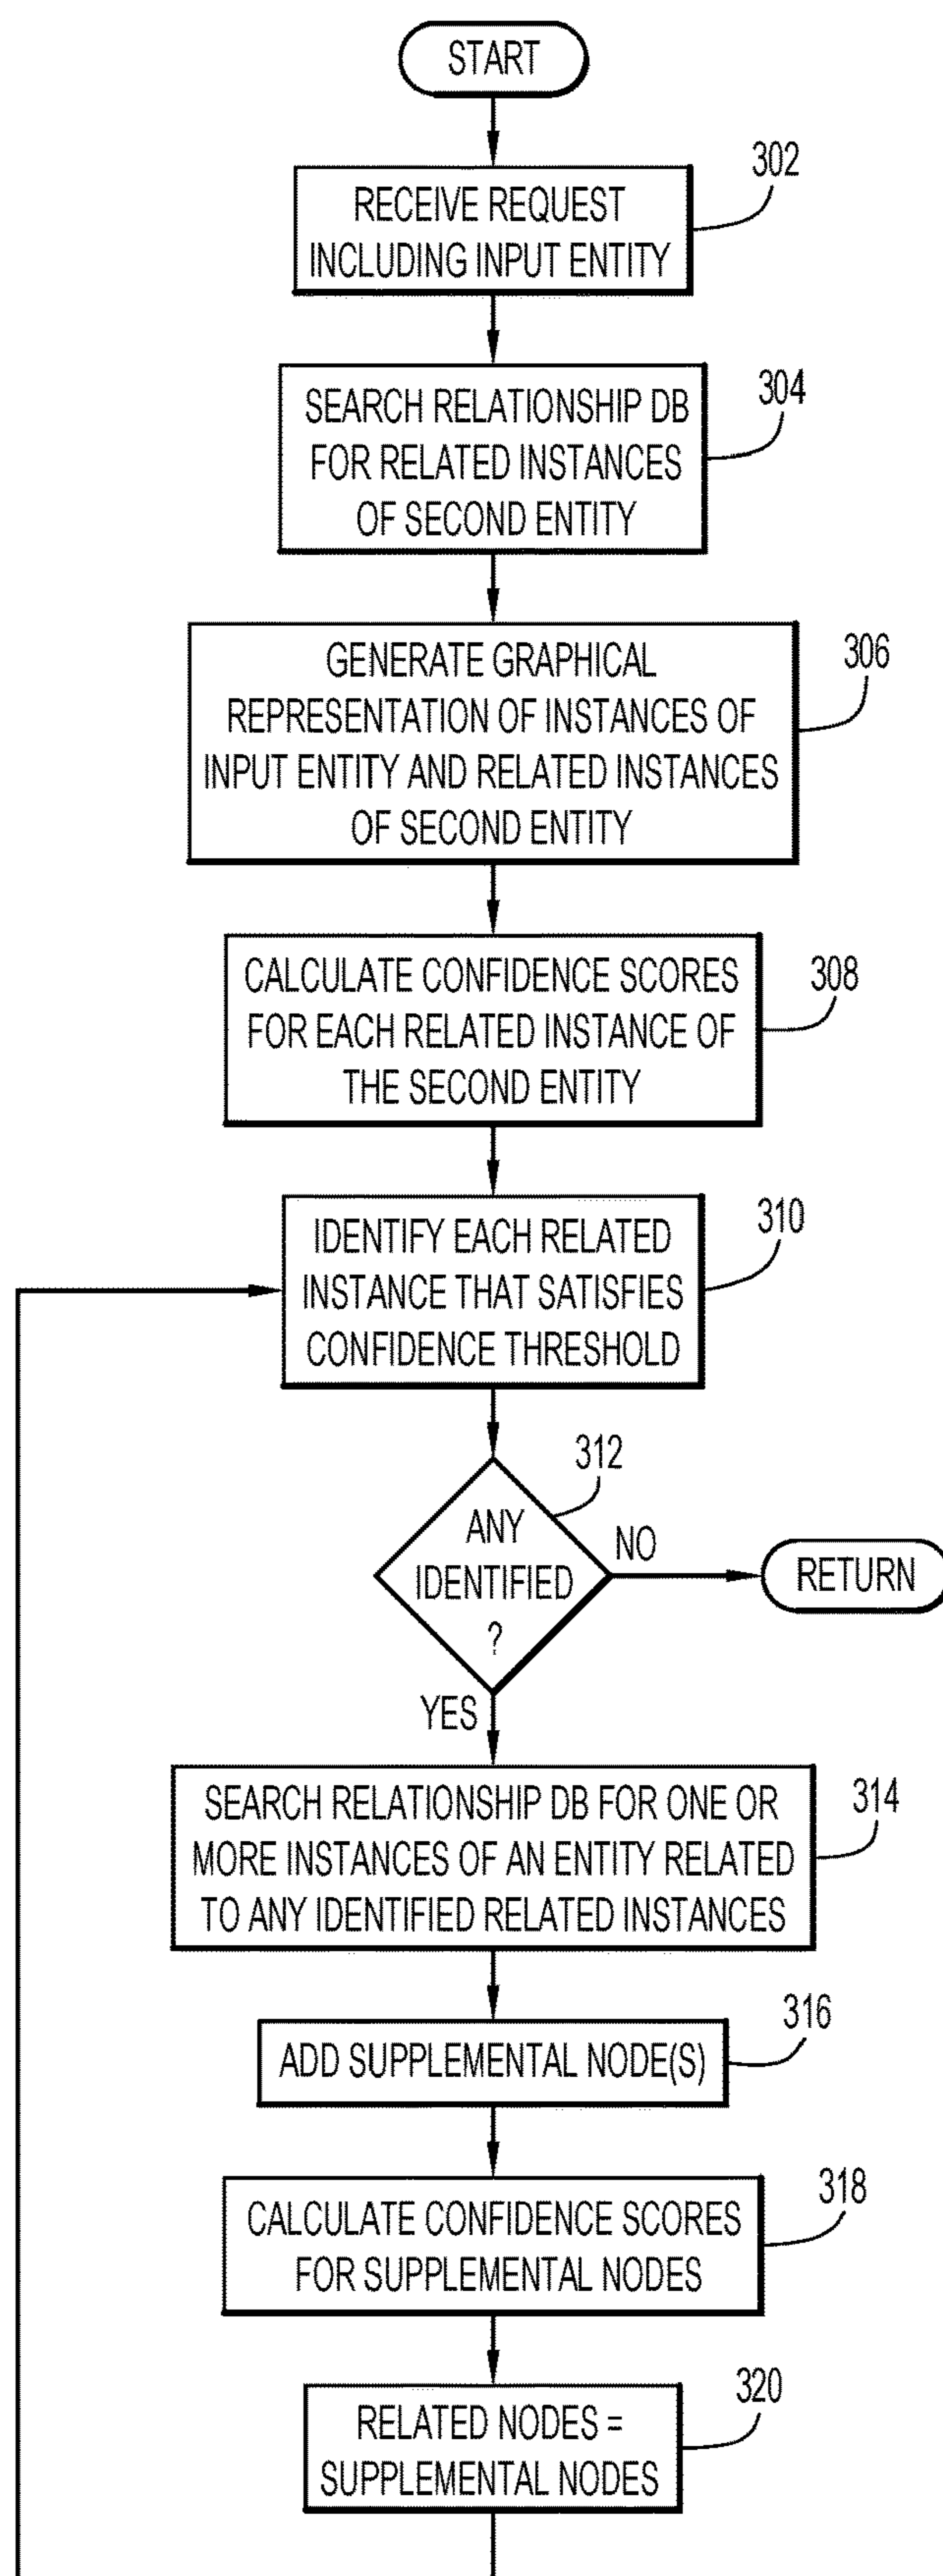 START
302
RECEIVE REQUEST
INCLUDING INPUT ENTITY
304
SEARCH RELATIONSHIP DB
FOR RELATED INSTANCES
OF SECOND ENTITY
306
GENERATE GRAPHICAL
REPRESENTATION OF INSTANCES OF
INPUT ENTITY AND RELATED INSTANCES
OF SECOND ENTITY
308
CALCULATE CONFIDENCE SCORES
FOR EACH RELATED INSTANCE OF
THE SECOND ENTITY
310
IDENTIFY EACH RELATED
INSTANCE THAT SATISFIES
CONFIDENCE THRESHOLD
312
ANY
IDENTIFIED
?
NO
RETURN
YES
314
SEARCH RELATIONSHIP DB FOR ONE OR
MORE INSTANCES OF AN ENTITY RELATED
TO ANY IDENTIFIED RELATED INSTANCES
316
ADD SUPPLEMENTAL NODE(S)
318
CALCULATE CONFIDENCE SCORES
FOR SUPPLEMENTAL NODES
320
RELATED NODES =
SUPPLEMENTAL NODES